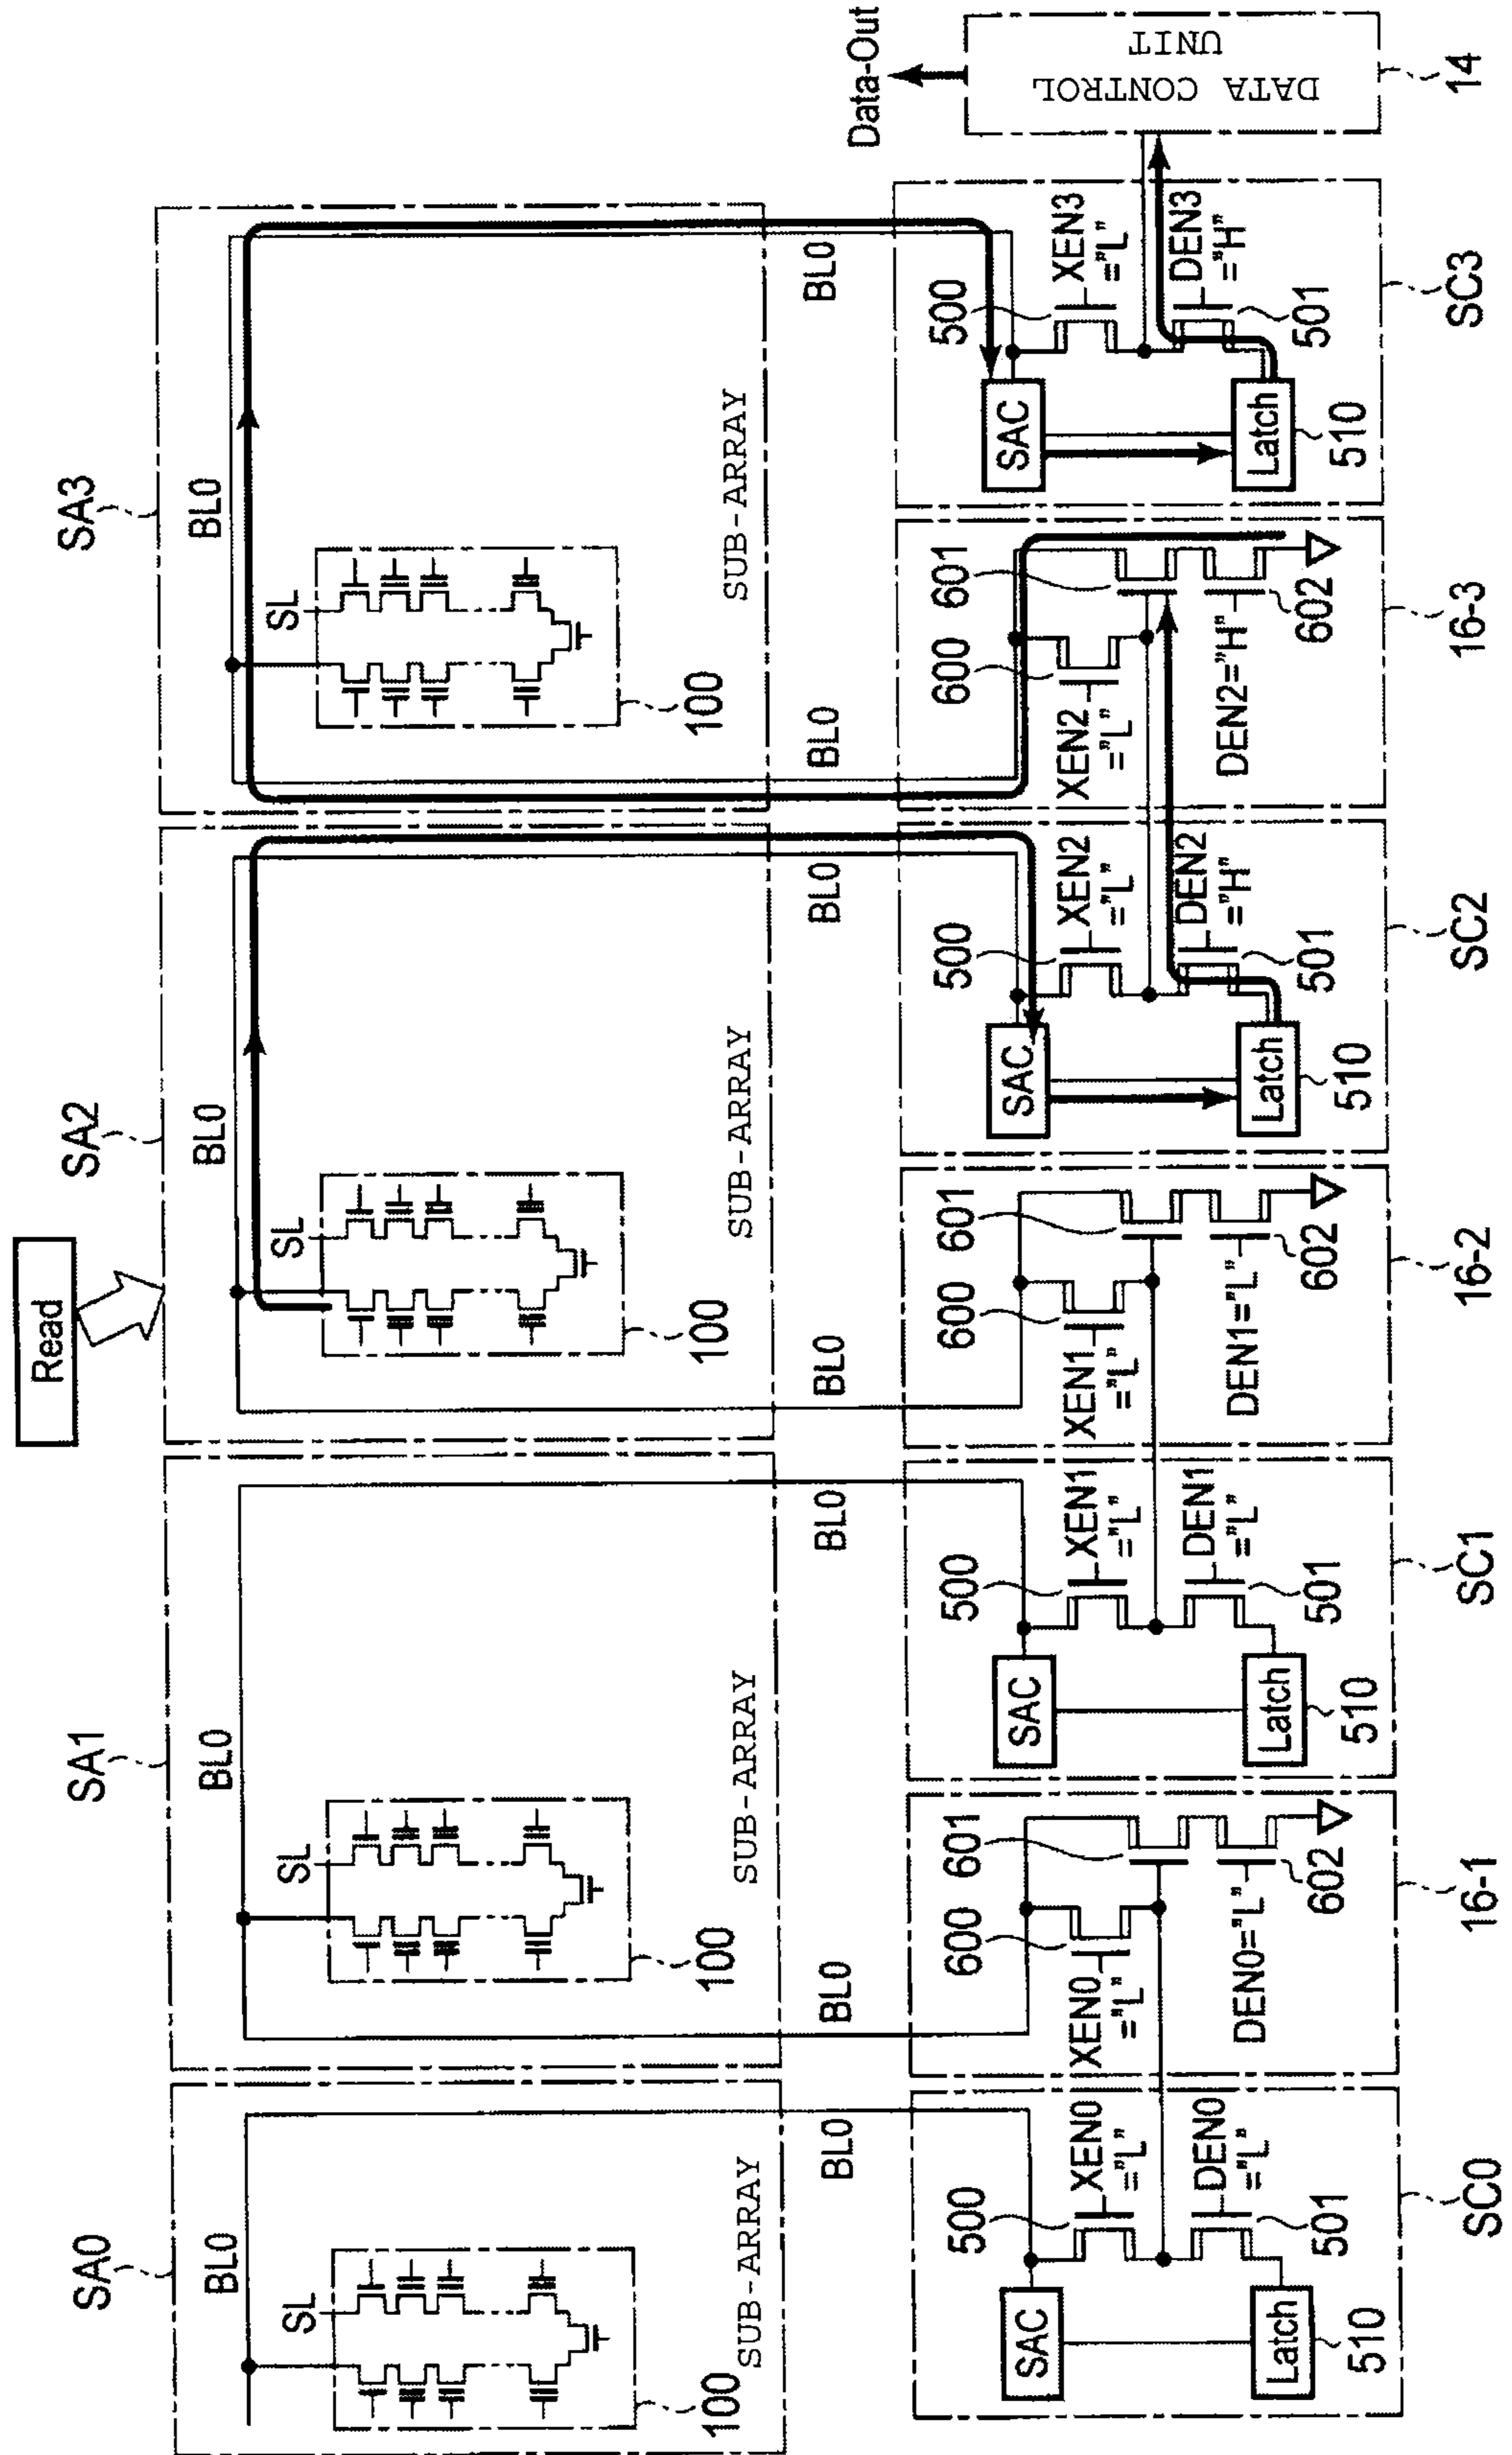 Read
SA0
SA1
SA2
SA3
BL0
SL
100
SUB-ARRAY
BL0
SL
100
SUB-ARRAY
BL0
SL
100
SUB-ARRAY
BL0
SL
100
SUB-ARRAY
BL0
BL0
BL0
BL0
BL0
BL0
BL0
Data-Out
SAC
500
XEN0
="L"
DEN0
="L"
501
Latch
510
SC0
XEN0
="L"
600
601
DEN0="L"
602
16-1
SAC
500
XEN1
="L"
DEN1
="L"
501
Latch
510
SC1
XEN1
="L"
600
601
DEN1="L"
602
16-2
SAC
500
XEN2
="L"
DEN2
="H"
501
Latch
510
SC2
XEN2
="L"
600
601
DEN2="H"
602
16-3
SAC
500
XEN3
="L"
DEN3
="H"
501
Latch
510
SC3
DATA CONTROL
UNIT
14